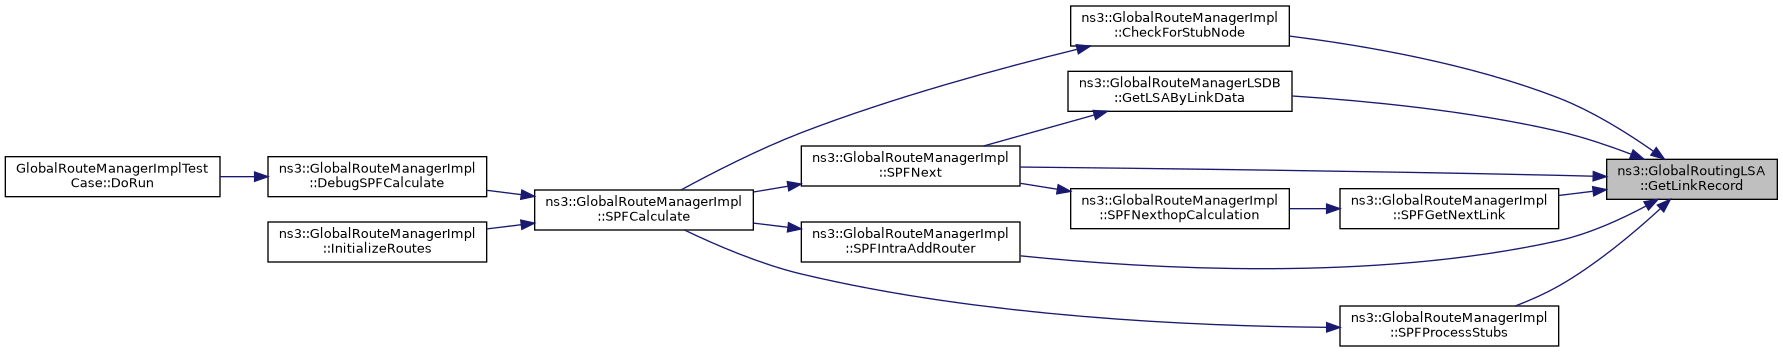 ns3::GlobalRouteManagerImpl
::CheckForStubNode
ns3::GlobalRouteManagerLSDB
::GetLSAByLinkData
GlobalRouteManagerImplTest
Case::DoRun
ns3::GlobalRouteManagerImpl
::DebugSPFCalculate
ns3::GlobalRouteManagerImpl
::InitializeRoutes
ns3::GlobalRouteManagerImpl
::SPFCalculate
ns3::GlobalRouteManagerImpl
::SPFNext
ns3::GlobalRouteManagerImpl
::SPFIntraAddRouter
ns3::GlobalRouteManagerImpl
::SPFNexthopCalculation
ns3::GlobalRouteManagerImpl
::SPFGetNextLink
ns3::GlobalRouteManagerImpl
::SPFProcessStubs
ns3::GlobalRoutingLSA
::GetLinkRecord